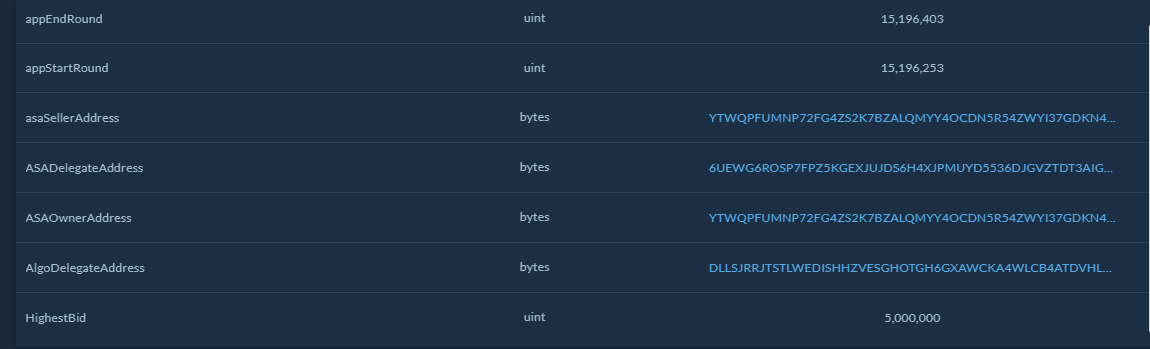 appEndRound uint 15,196,403
appStartRound uint 15,196,253
asaSellerAddress bytes YTWQPFUMNP72FG4ZS2K7BZALQMYY4OCDN5R54ZWYI37GDKN4...
ASADelegateAddress bytes 6UEWG6ROSP7FPZ5KGEXJUJDS6H4XJPMUYD5536DJGVZTDT3AIG...
ASAOwnerAddress bytes YTWQPFUMNP72FG4ZS2K7BZALQMYY4OCDN5R54ZWYI37GDKN4...
AlgoDelegateAddress bytes DLLSJRRJTSTLWEDISHHZVESGHOTGH6GXAWCKA4WLCB4ATDVHL...
HighestBid uint 5,000,000